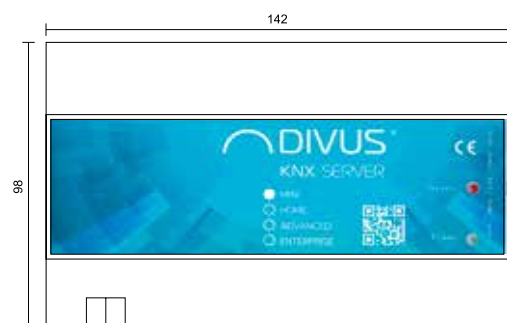 142
98
DIVUS
CE
KNX SERVER
MINI
HOME
ADVANCED
ENTERPRISE